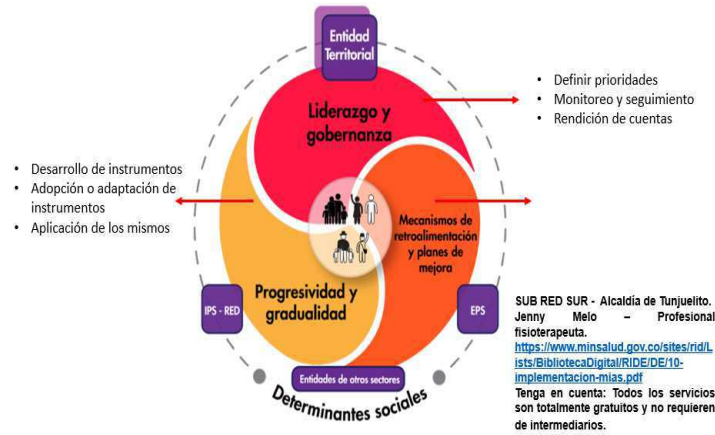 Entidad
Territorial
Liderazgo y
gobernanza
• Definir prioridades
• Monitoreo y seguimiento
• Rendición de cuentas
• Desarrollo de instrumentos
• Adopción o adaptación de
instrumentos
• Aplicación de los mismos
Mecanismos de
retroalimentación
y planes de
mejora
Progresividad y
gradualidad
IPS - RED
EPS
Entidades de otros sectores
Determinantes sociales
SUB RED SUR - Alcaldía de Tunjuelito.
Jenny Melo – Profesional
fisioterapeuta.
https://www.minsalud.gov.co/sites/rid/L
ists/BibliotecaDigital/RIDE/DE/10-
implementacion-mias.pdf
Tenga en cuenta: Todos los servicios
son totalmente gratuitos y no requieren
de intermediarios.